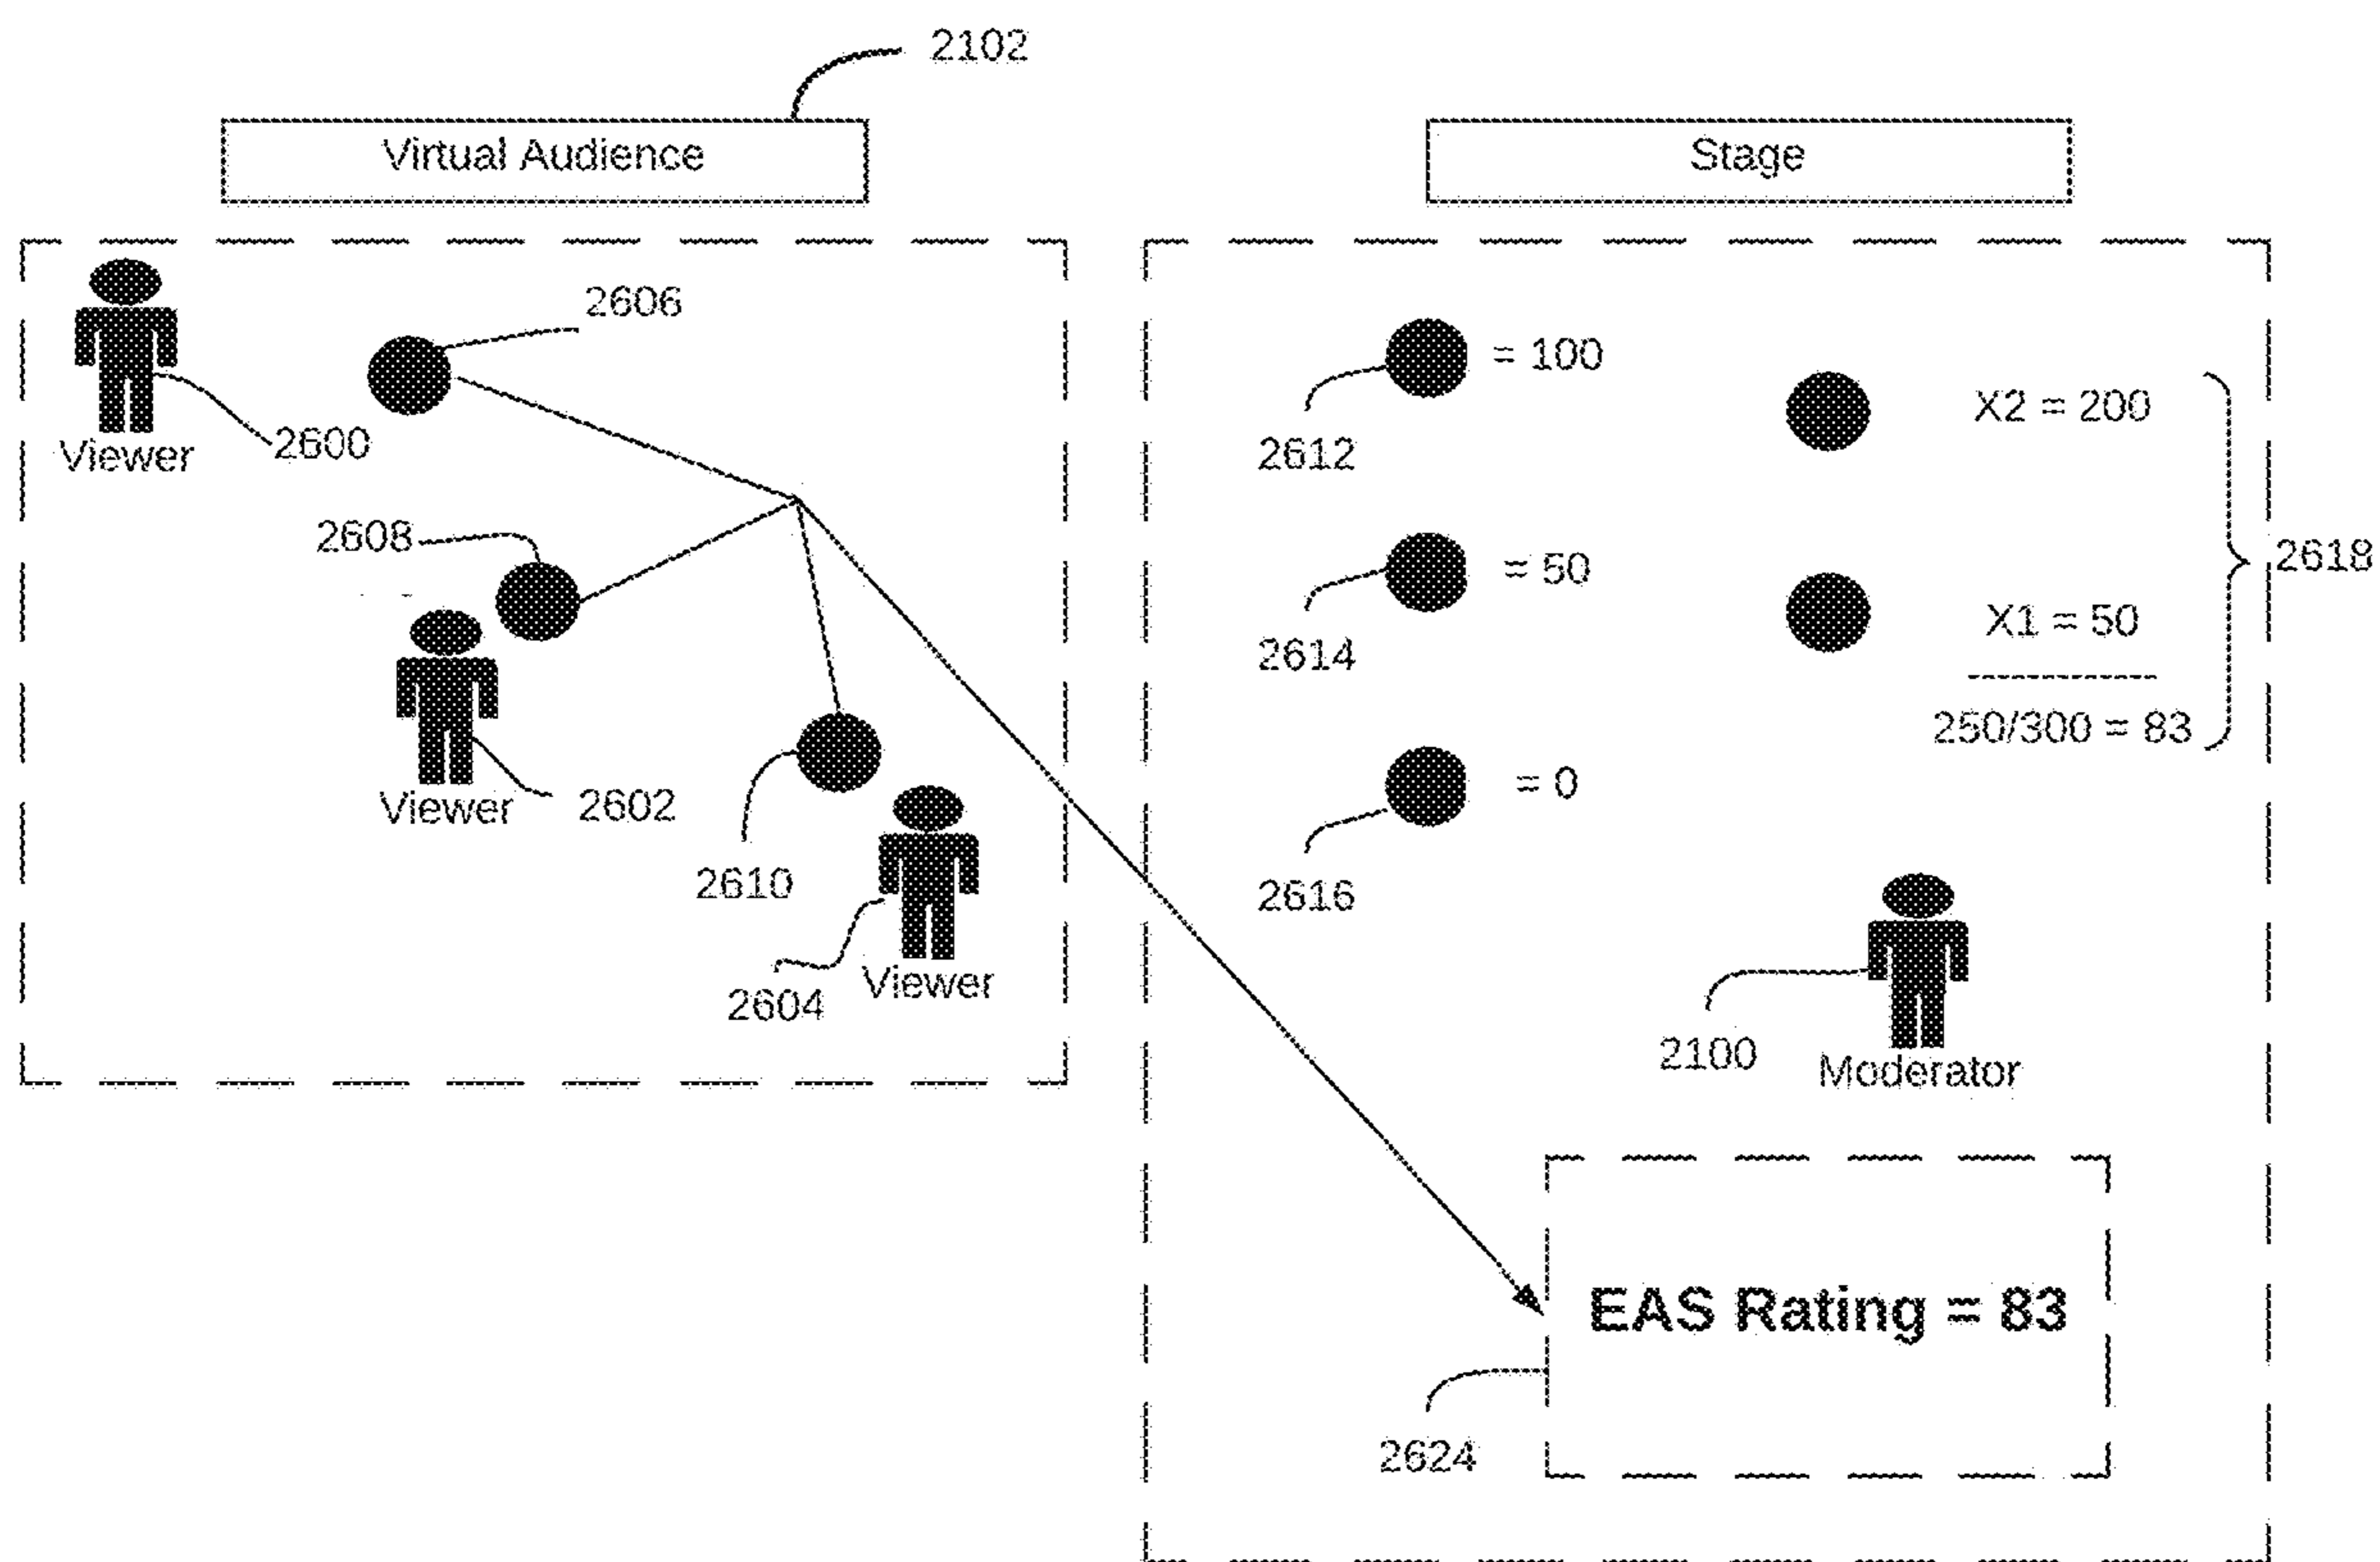 2102
Virtual Audience
Stage
2606
= 100
X2 = 200
2600
Viewer
2612
2608
= 50
2618
X1 = 50
2614
250/300 = 83
= 0
2602
Viewer
2610
2616
2604
Viewer
2100
Moderator
EAS Rating = 83
2624